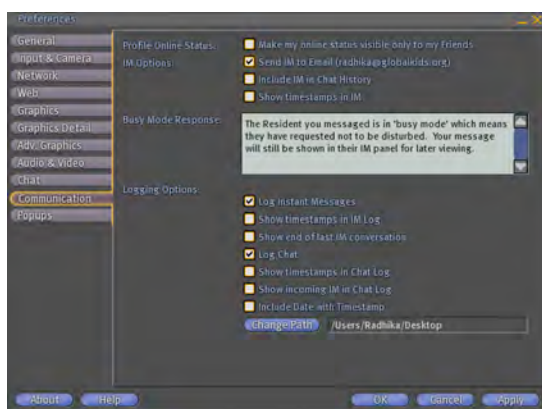 Preferences
General
Input & Camera
Network
Web
Graphics
Graphics Detail
Adv. Graphics
Audio & Video
Chat
Communication
Popups
Profile Online Status:
Make my online status visible only to my friends
IM Options:
Send IM to Email (radhika@globalkids.org)
Include IM in Chat History
Show timestamps in IM
Busy Mode Response:
The Resident you messaged is in 'busy mode' which means
they have requested not to be disturbed. Your message
will still be shown in their IM panel for later viewing.
Logging Options:
Log Instant Messages
Show timestamps in IM Log
Show end of last IM conversation
Log Chat
Show timestamps in Chat Log
Show incoming IM in Chat Log
Include Date with Timestamp
Change Path /Users/Radhika/Desktop
About Help OK Cancel Apply